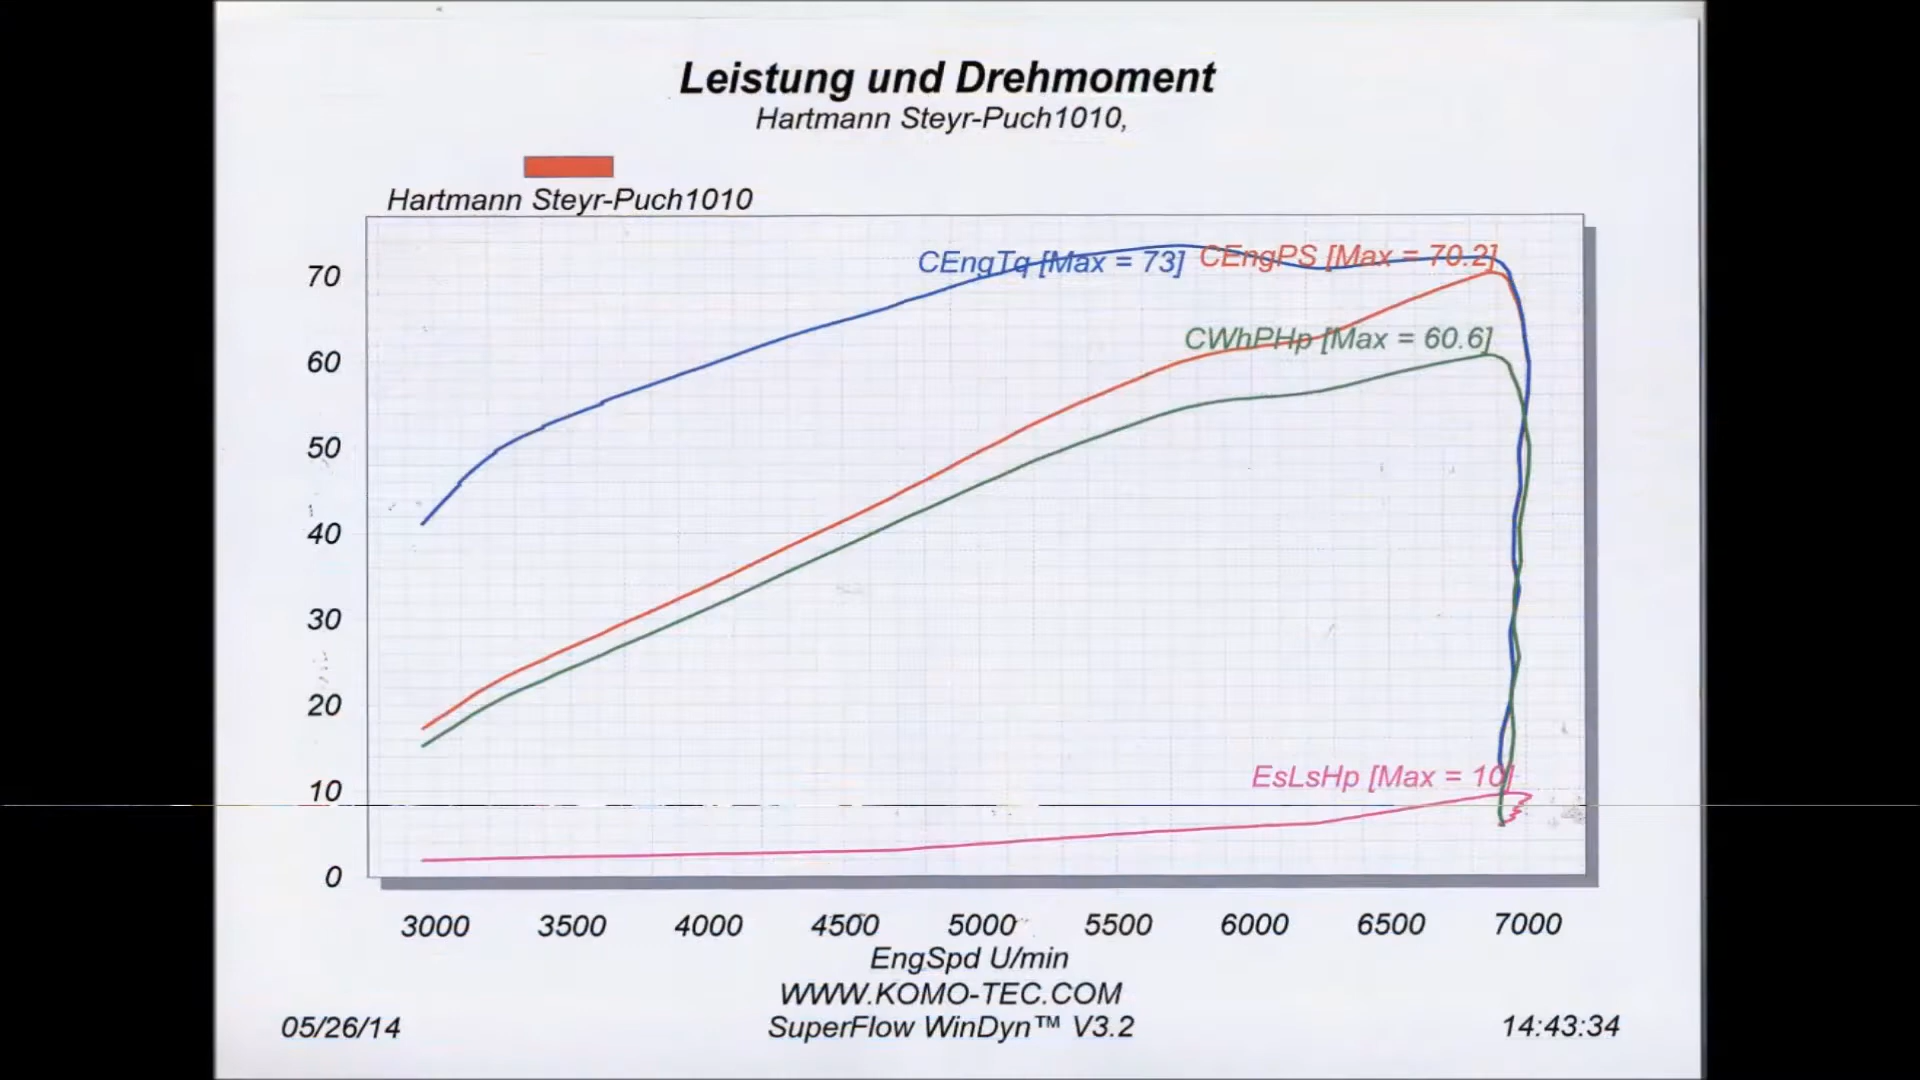 Leistung und Drehmoment
Hartmann Steyr-Puch1010,
Hartmann Steyr-Puch1010
CEngTq [Max = 73]
CEngPS [Max = 70.2]
CWhPHp [Max = 60.6]
EsLsHp [Max = 10]
70
60
50
40
30
20
10
0
3000 3500 4000 4500 5000 5500 6000 6500 7000
EngSpd U/min
WWW.KOMO-TEC.COM
05/26/14 SuperFlow WinDyn™ V3.2 14:43:34